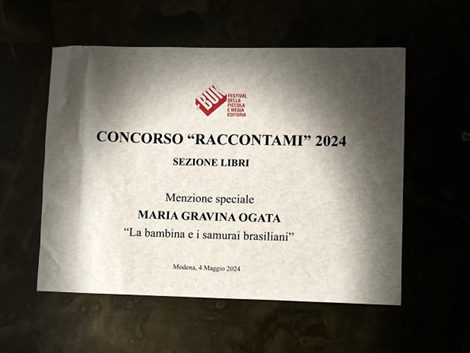 BUK
FESTIVAL
DELLA
PICCOLA
E MEDIA
EDITORIA
CONCORSO “RACCONTAMI” 2024
SEZIONE LIBRI
Menzione speciale
MARIA GRAVINA OGATA
“La bambina e i samurai brasiliani”
Modena, 4 Maggio 2024